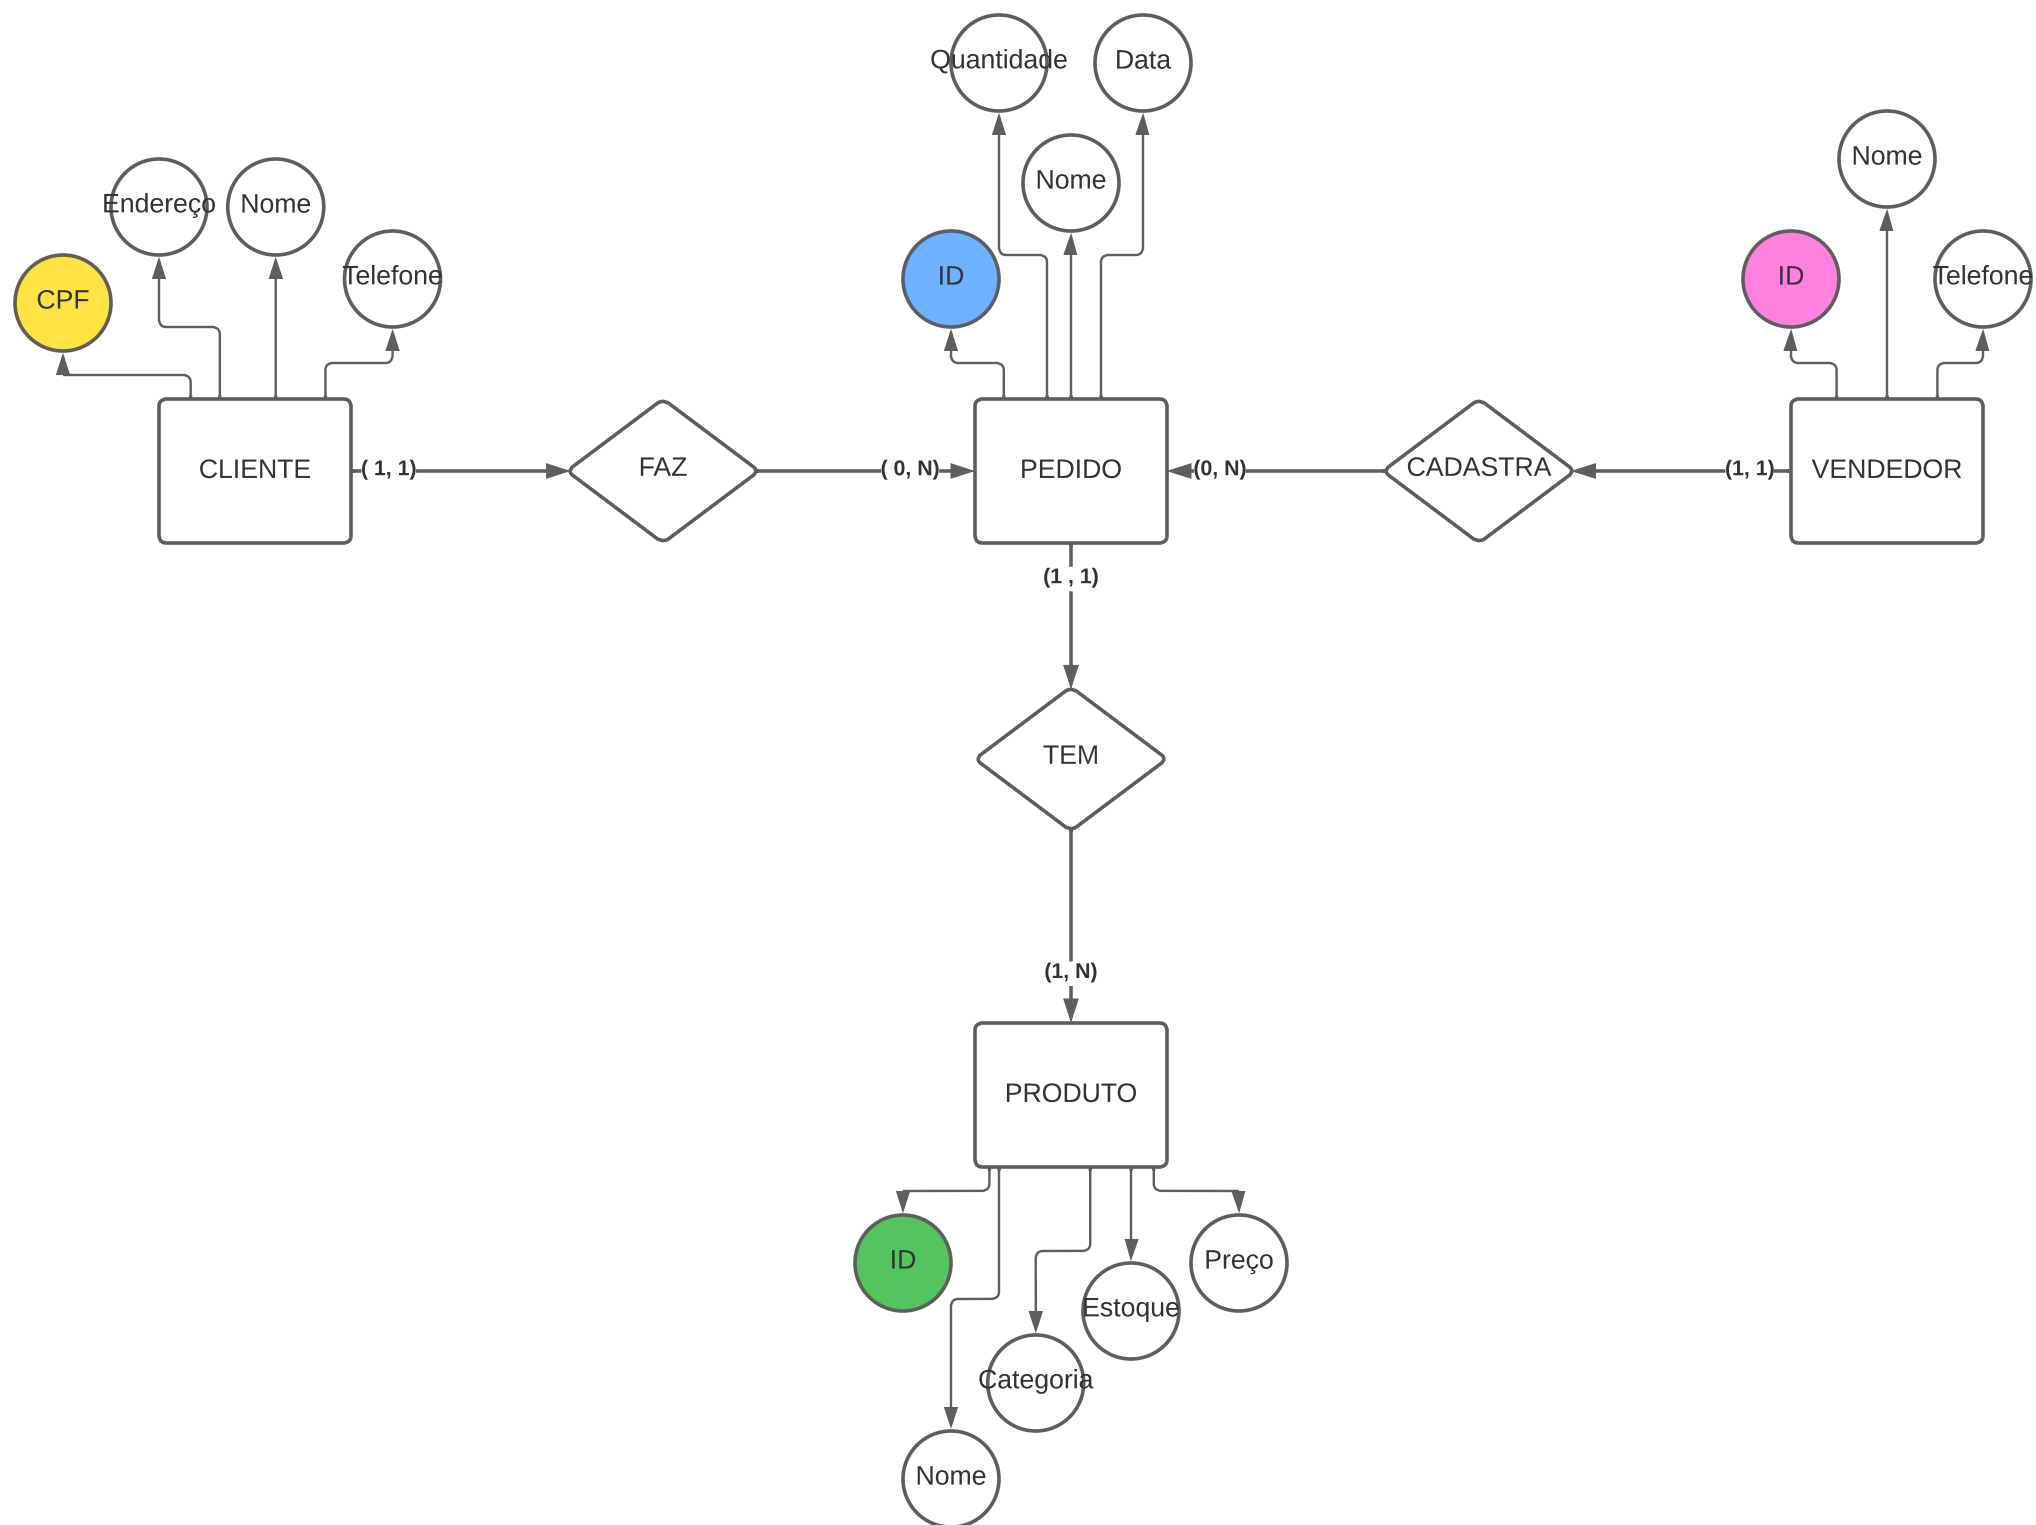 Quantidade
Data
Nome
Nome
Endereço
Nome
Telefone
CPF
ID
ID
Telefone
CLIENTE
( 1, 1)
FAZ
( 0, N)
PEDIDO
(0, N)
CADASTRA
(1, 1)
VENDEDOR
(1 , 1)
TEM
(1, N)
PRODUTO
ID
Preço
Estoque
Categoria
Nome